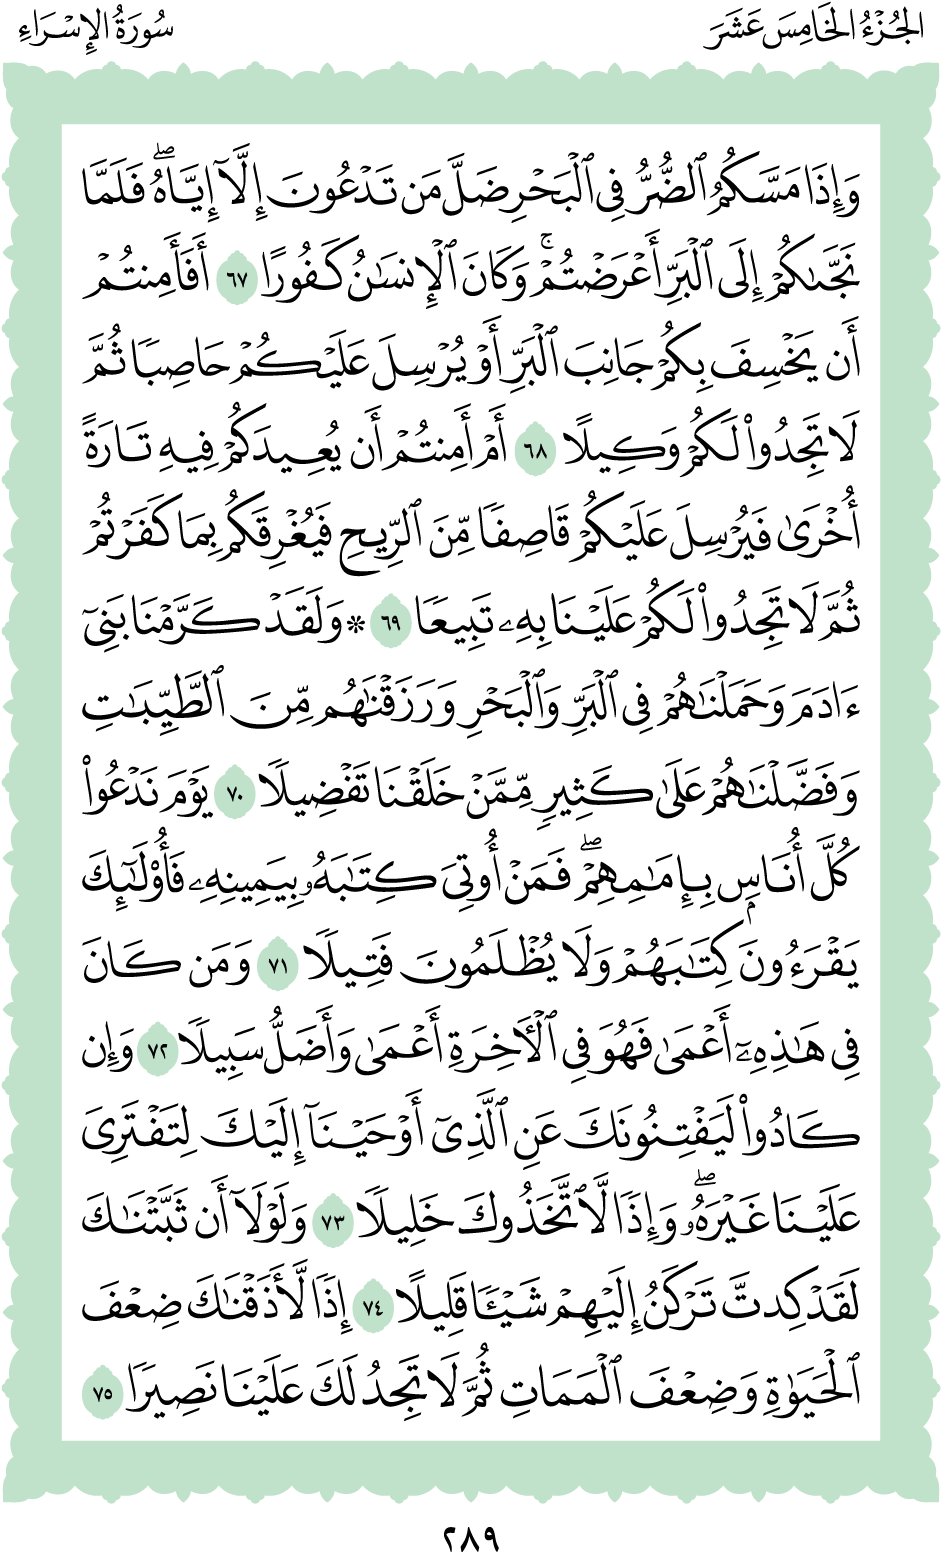 الجُزْءُ الخَامِسَ عَشَرَ
سُورَةُ الإِسْرَاءِ
وَإِذَا مَسَّكُمُ ٱلضُّرُّ فِي ٱلْبَحْرِ ضَلَّ مَن تَدْعُونَ إِلَّآ إِيَّاهُۖ فَلَمَّا
نَجَّىٰكُمْ إِلَى ٱلْبَرِّ أَعْرَضْتُمْۚ وَكَانَ ٱلْإِنسَٰنُ كَفُورًا ٦٧ أَفَأَمِنتُمْ
أَن يَخْسِفَ بِكُمْ جَانِبَ ٱلْبَرِّ أَوْ يُرْسِلَ عَلَيْكُمْ حَاصِبًا ثُمَّ
لَا تَجِدُوا۟ لَكُمْ وَكِيلًا ٦٨ أَمْ أَمِنتُمْ أَن يُعِيدَكُمْ فِيهِ تَارَةً
أُخْرَىٰ فَيُرْسِلَ عَلَيْكُمْ قَاصِفًا مِّنَ ٱلرِّيحِ فَيُغْرِقَكُم بِمَا كَفَرْتُمْ
ثُمَّ لَا تَجِدُوا۟ لَكُمْ عَلَيْنَا بِهِۦ تَبِيعًا ٦٩ ۞ وَلَقَدْ كَرَّمْنَا بَنِىٓ
ءَادَمَ وَحَمَلْنَٰهُمْ فِي ٱلْبَرِّ وَٱلْبَحْرِ وَرَزَقْنَٰهُم مِّنَ ٱلطَّيِّبَٰتِ
وَفَضَّلْنَٰهُمْ عَلَىٰ كَثِيرٍ مِّمَّنْ خَلَقْنَا تَفْضِيلًا ٧٠ يَوْمَ نَدْعُوا۟
كُلَّ أُنَاسٍۭ بِإِمَٰمِهِمْۖ فَمَنْ أُوتِىَ كِتَٰبَهُۥ بِيَمِينِهِۦ فَأُو۟لَٰٓئِكَ
يَقْرَءُونَ كِتَٰبَهُمْ وَلَا يُظْلَمُونَ فَتِيلًا ٧١ وَمَن كَانَ
فِى هَٰذِهِۦٓ أَعْمَىٰ فَهُوَ فِى ٱلْأٓخِرَةِ أَعْمَىٰ وَأَضَلُّ سَبِيلًا ٧٢ وَإِن
كَادُوا۟ لَيَفْتِنُونَكَ عَنِ ٱلَّذِىٓ أَوْحَيْنَآ إِلَيْكَ لِتَفْتَرِىَ
عَلَيْنَا غَيْرَهُۥۖ وَإِذًا لَّٱتَّخَذُوكَ خَلِيلًا ٧٣ وَلَوْلَآ أَن ثَبَّتْنَٰكَ
لَقَدْ كِدتَّ تَرْكَنُ إِلَيْهِمْ شَيْـًٔا قَلِيلًا ٧٤ إِذًا لَّأَذَقْنَٰكَ ضِعْفَ
ٱلْحَيَوٰةِ وَضِعْفَ ٱلْمَمَاتِ ثُمَّ لَا تَجِدُ لَكَ عَلَيْنَا نَصِيرًا ٧٥
٢٨٩